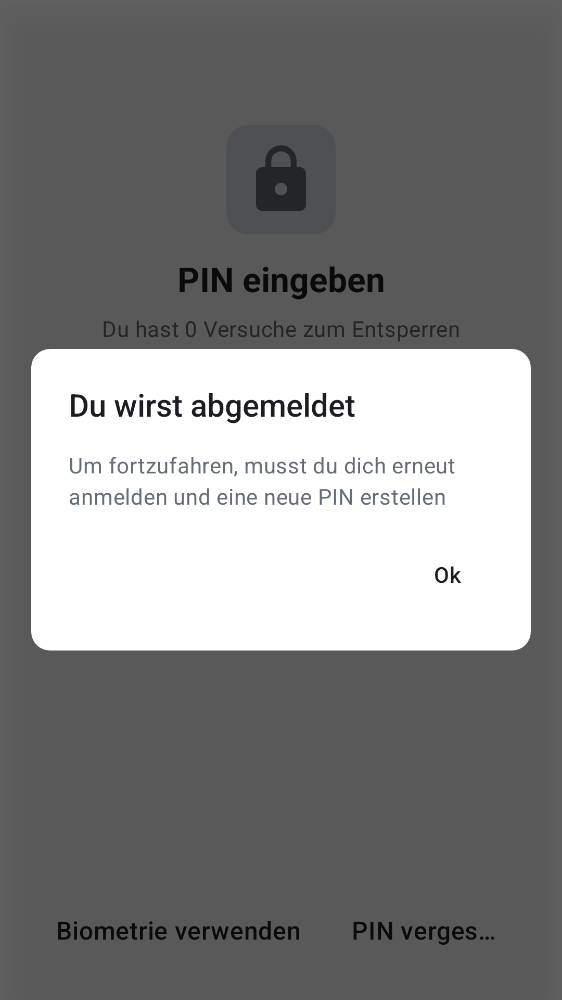 PIN eingeben
Du hast 0 Versuche zum Entsperren
Du wirst abgemeldet
Um fortzufahren, musst du dich erneut
anmelden und eine neue PIN erstellen
Ok
Biometrie verwenden
PIN verges…